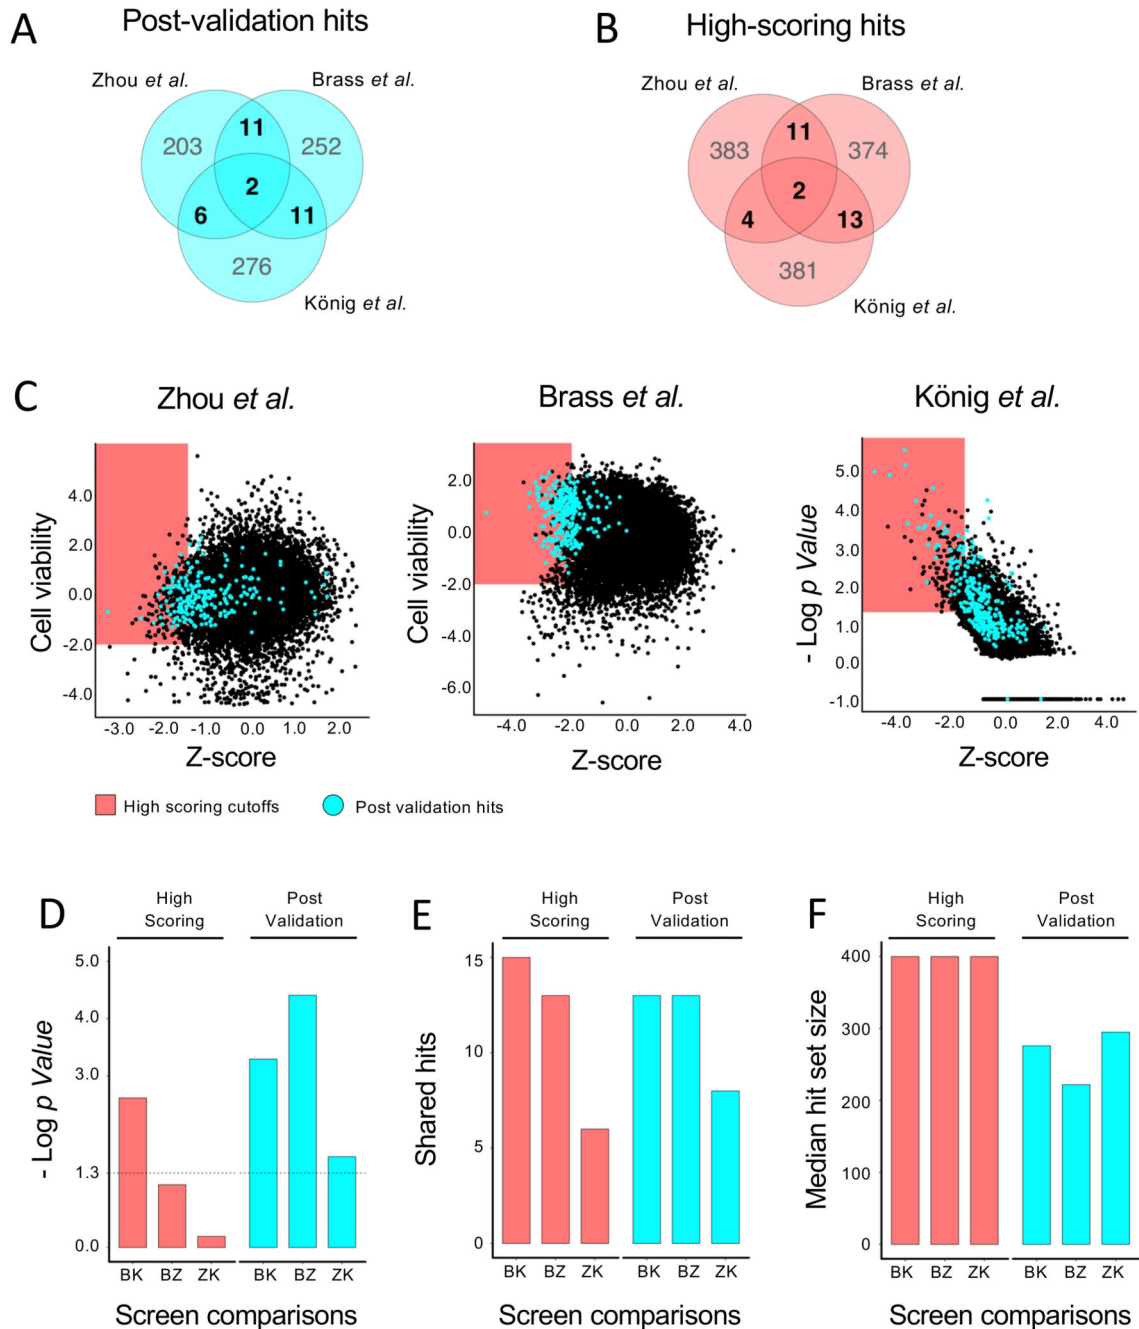 A
Post-validation hits
Zhou et al.
Brass et al.
11
203
252
2
6
11
276
König et al.
B
High-scoring hits
Zhou et al.
Brass et al.
11
383
374
2
4
13
381
König et al.
C
Zhou et al.
Cell viability
4.0
2.0
0.0
-2.0
-4.0
-3.0 -2.0 -1.0 0.0 1.0 2.0
Z-score
Brass et al.
Cell viability
2.0
0.0
-2.0
-4.0
-6.0
-4.0 -2.0 0.0 2.0 4.0
Z-score
König et al.
- Log p Value
5.0
4.0
3.0
2.0
1.0
0.0
-1.0
-4.0 -2.0 0.0 2.0 4.0
Z-score
High scoring cutoffs
Post validation hits
D
High
Scoring
Post
Validation
- Log p Value
5.0
4.0
3.0
1.3
0.0
BK BZ ZK BK BZ ZK
Screen comparisons
E
High
Scoring
Post
Validation
Shared hits
15
10
5
0
BK BZ ZK BK BZ ZK
Screen comparisons
F
High
Scoring
Post
Validation
Median hit set size
400
300
200
100
0
BK BZ ZK BK BZ ZK
Screen comparisons